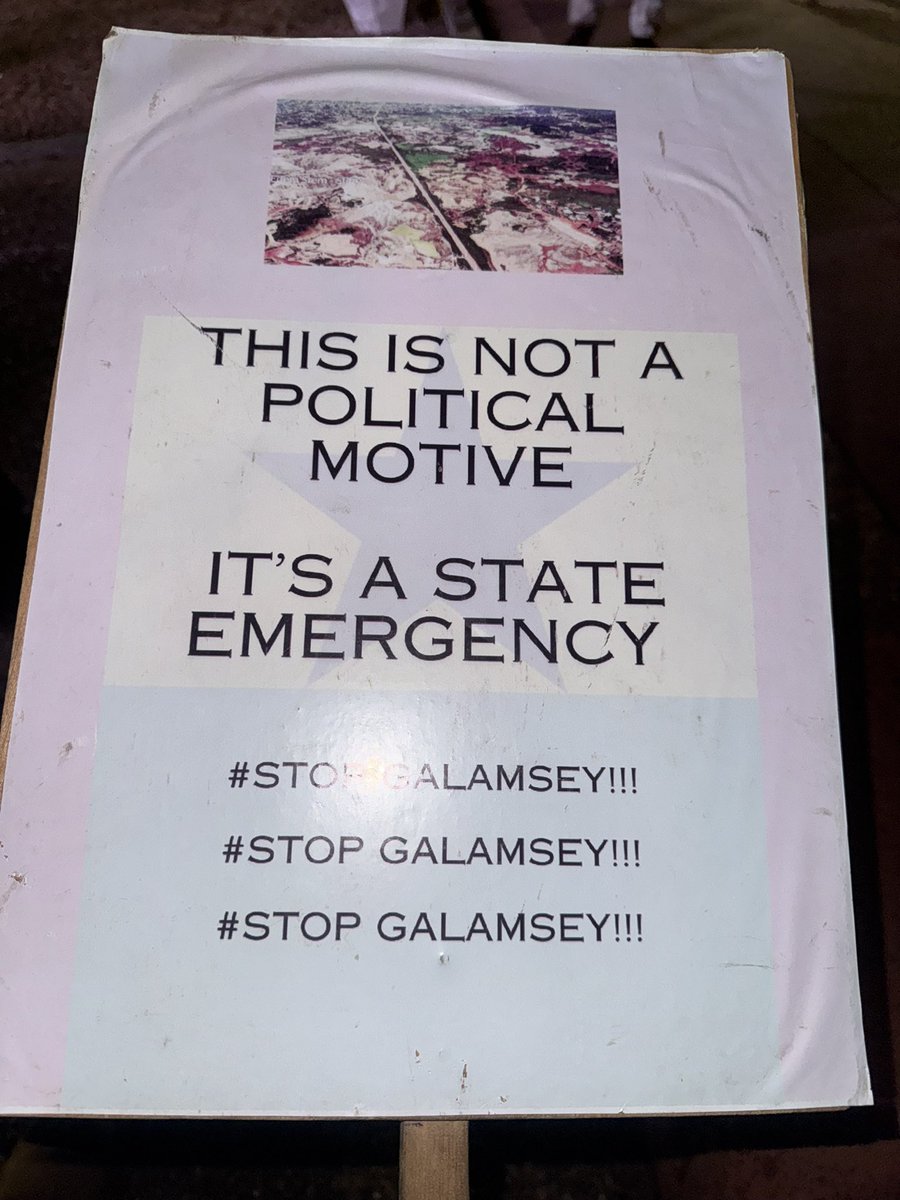 THIS IS NOT A
POLITICAL
MOTIVE
IT'S A STATE
EMERGENCY
#STOP GALAMSEY!!!
#STOP GALAMSEY!!!
#STOP GALAMSEY!!!